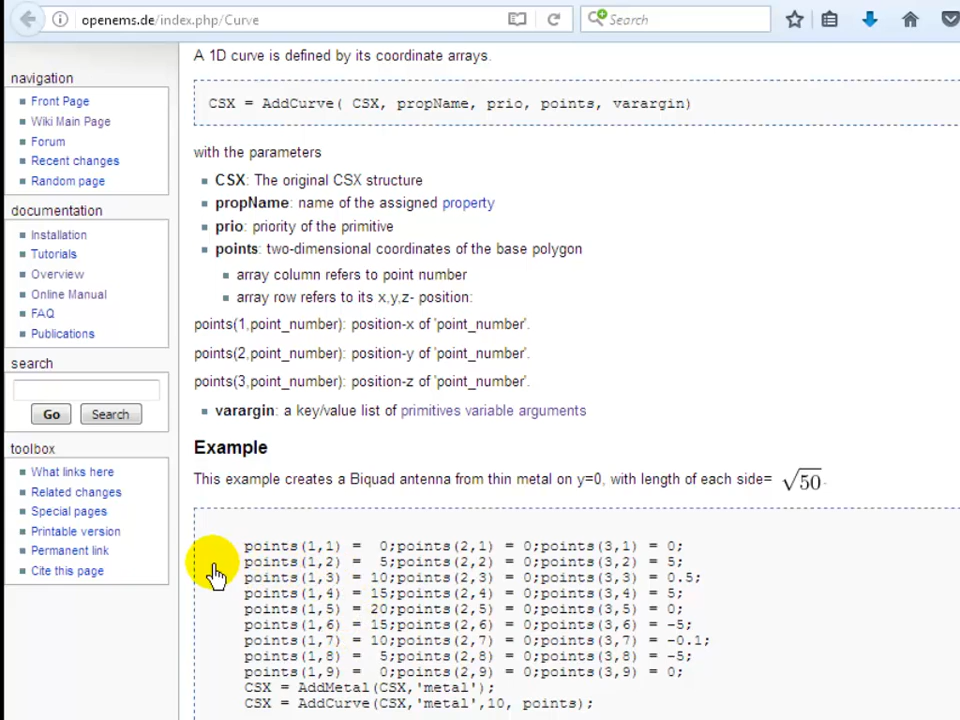 openems.de/index.php/Curve
Search
A 1D curve is defined by its coordinate arrays.
CSX = AddCurve( CSX, propName, prio, points, varargin)
with the parameters
CSX: The original CSX structure
propName: name of the assigned property
prio: priority of the primitive
points: two-dimensional coordinates of the base polygon
array column refers to point number
array row refers to its x,y,z- position:
points(1,point_number): position-x of 'point_number'.
points(2,point_number): position-y of 'point_number'.
points(3,point_number): position-z of 'point_number'.
varargin: a key/value list of primitives variable arguments
Example
This example creates a Biquad antenna from thin metal on y=0, with length of each side= √50.
points(1,1) =  0;points(2,1) = 0;points(3,1) = 0;
points(1,2) =  5;points(2,2) = 0;points(3,2) = 5;
points(1,3) = 10;points(2,3) = 0;points(3,3) = 0.5;
points(1,4) = 15;points(2,4) = 0;points(3,4) = 5;
points(1,5) = 20;points(2,5) = 0;points(3,5) = 0;
points(1,6) = 15;points(2,6) = 0;points(3,6) = -5;
points(1,7) = 10;points(2,7) = 0;points(3,7) = -0.1;
points(1,8) =  5;points(2,8) = 0;points(3,8) = -5;
points(1,9) =  0;points(2,9) = 0;points(3,9) = 0;
CSX = AddMetal(CSX,'metal');
CSX = AddCurve(CSX,'metal',10, points);
navigation
Front Page
Wiki Main Page
Forum
Recent changes
Random page
documentation
Installation
Tutorials
Overview
Online Manual
FAQ
Publications
search
Go
Search
toolbox
What links here
Related changes
Special pages
Printable version
Permanent link
Cite this page